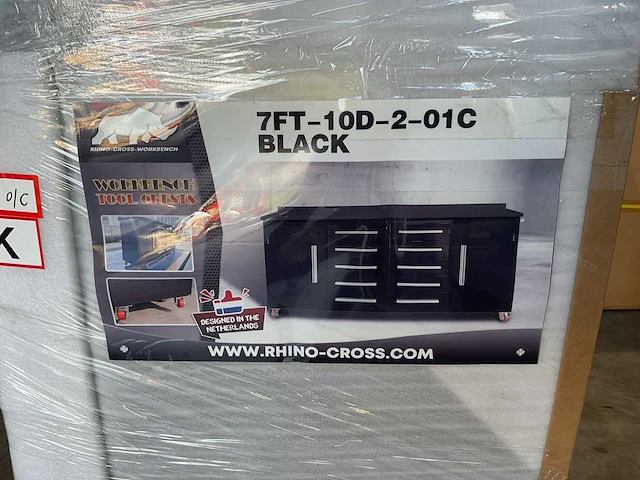 7FT-10D-2-01C
BLACK
RHINO-CROSS-WORKBENCH
WORKBENCH
TOOL CHESTS
O/C
X
DESIGNED IN THE
NETHERLANDS
WWW.RHINO-CROSS.COM